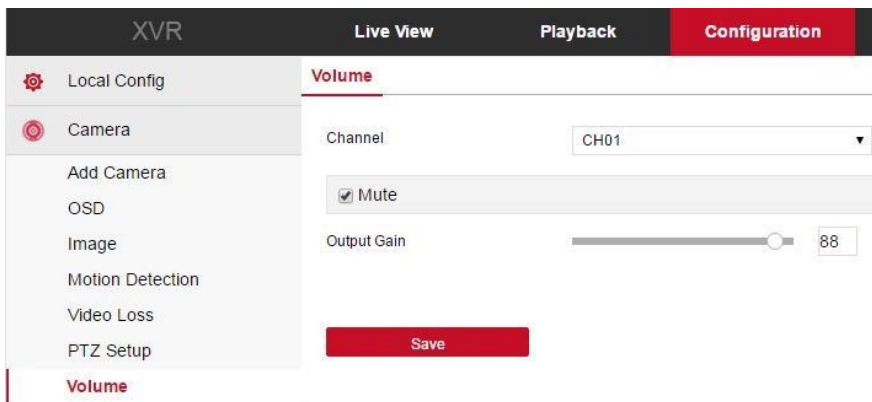 XVR Live View Playback Configuration
Local Config
Camera
Add Camera
OSD
Image
Motion Detection
Video Loss
PTZ Setup
Volume
Volume
Channel CH01
Mute
Output Gain 88
Save